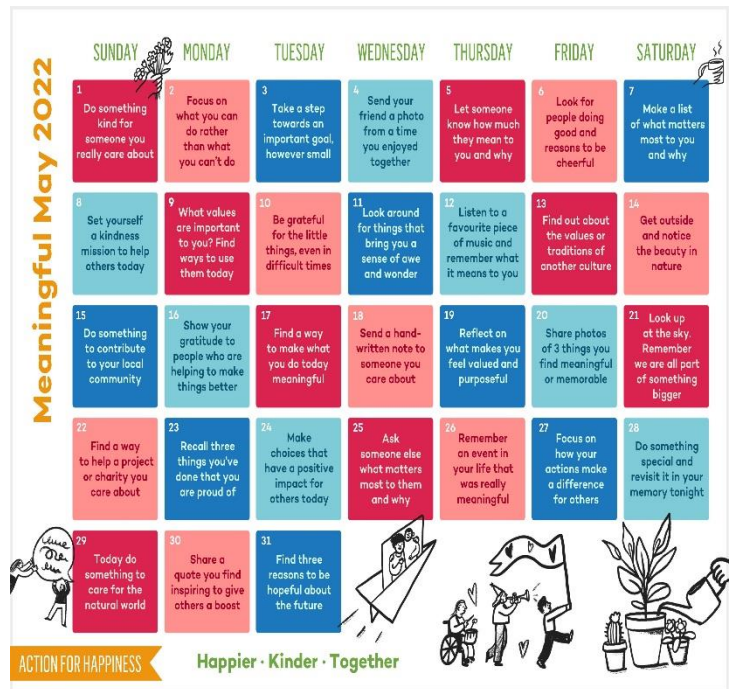 Meaningful May 2022
SUNDAY MONDAY TUESDAY WEDNESDAY THURSDAY FRIDAY SATURDAY
1
Do something
kind for
someone you
really care about
2
Focus on
what you can
do rather
than what
you can't do
3
Take a step
towards an
important goal,
however small
4
Send your
friend a photo
from a time
you enjoyed
together
5
Let someone
know how much
they mean to
you and why
6
Look for
people doing
good and
reasons to be
cheerful
7
Make a list
of what matters
most to you
and why
8
Set yourself
a kindness
mission to help
others today
9
What values
are important
to you? Find
ways to use
them today
10
Be grateful
for the little
things, even in
difficult times
11
Look around
for things that
bring you a
sense of awe
and wonder
12
Listen to a
favourite piece
of music and
remember what
it means to you
13
Find out about
the values or
traditions of
another culture
14
Get outside
and notice
the beauty in
nature
15
Do something
to contribute
to your local
community
16
Show your
gratitude to
people who are
helping to make
things better
17
Find a way
to make what
you do today
meaningful
18
Send a hand-
written note to
someone you
care about
19
Reflect on
what makes you
feel valued and
purposeful
20
Share photos
of 3 things you
find meaningful
or memorable
21
Look up
at the sky.
Remember
we are all part
of something
bigger
22
Find a way
to help a project
or charity you
care about
23
Recall three
things you've
done that you
are proud of
24
Make
choices that
have a positive
impact for
others today
25
Ask
someone else
what matters
most to them
and why
26
Remember
an event in
your life that
was really
meaningful
27
Focus on
how your
actions make
a difference
for others
28
Do something
special and
revisit it in your
memory tonight
29
Today do
something to
care for the
natural world
30
Share a
quote you find
inspiring to give
others a boost
31
Find three
reasons to be
hopeful about
the future
ACTION FOR HAPPINESS
Happier · Kinder · Together